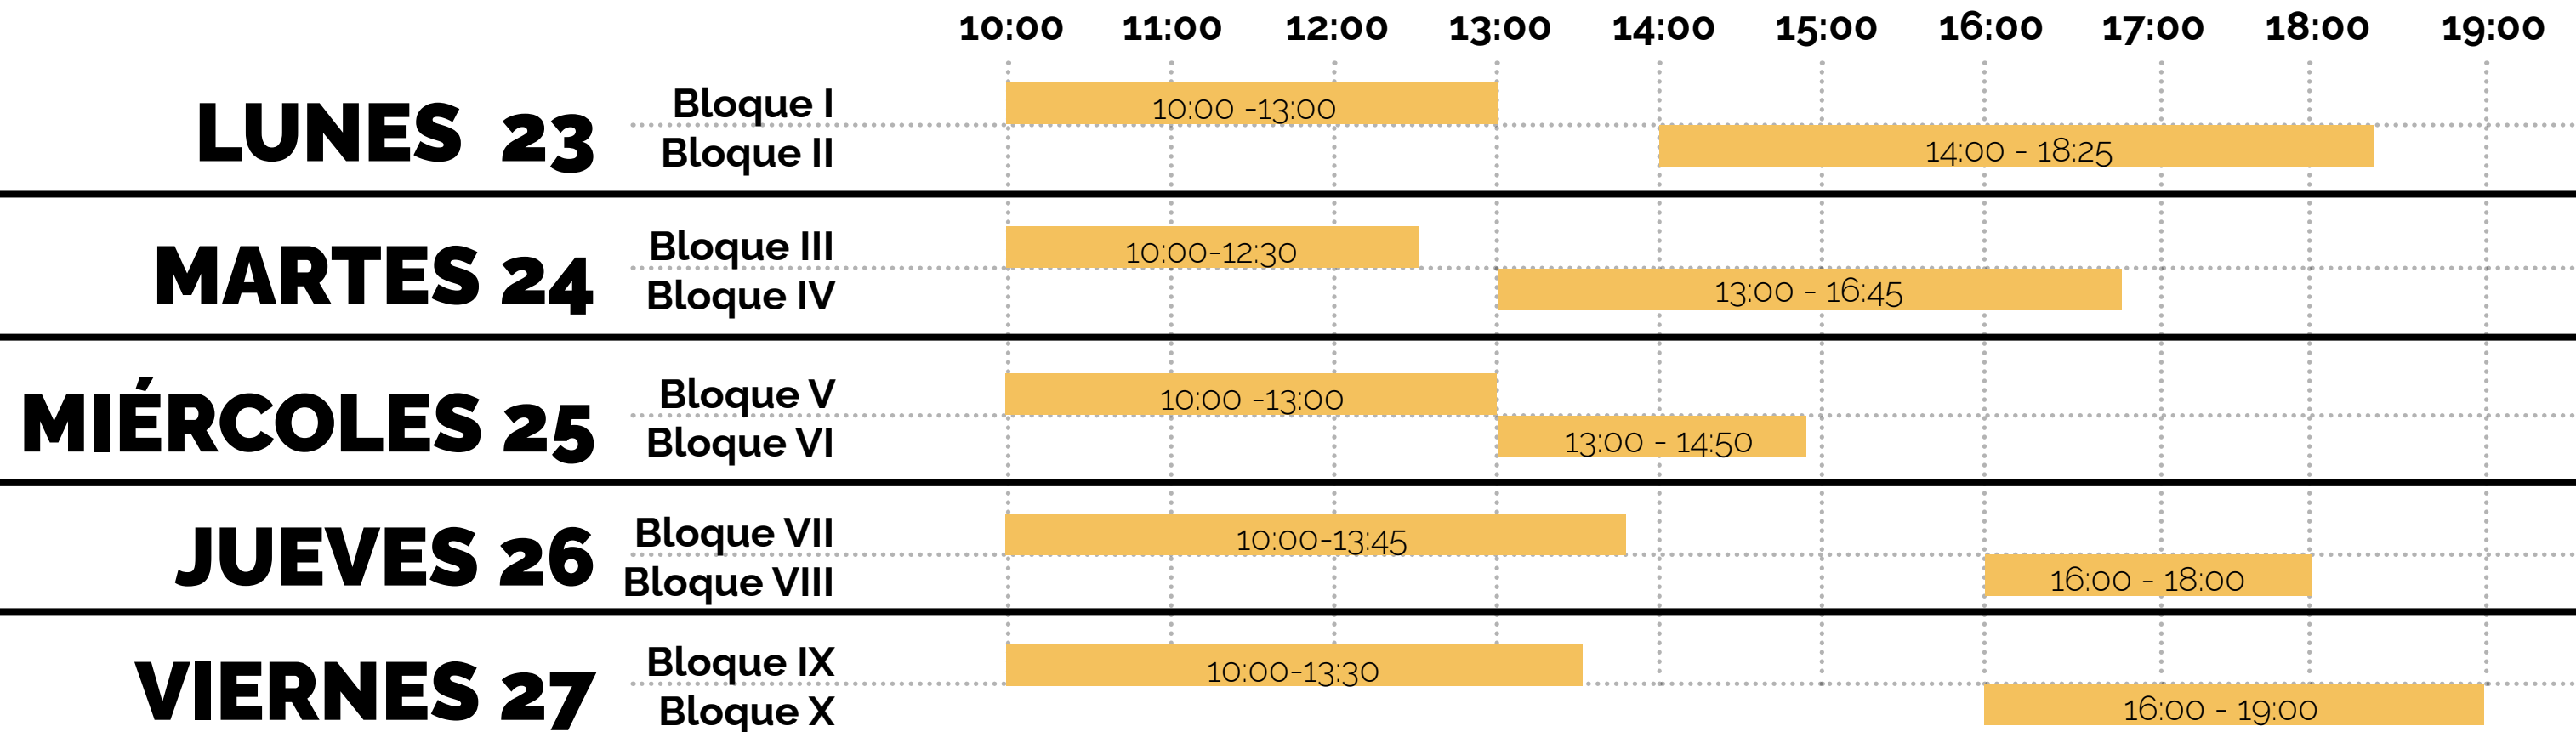 10:00 11:00 12:00 13:00 14:00 15:00 16:00 17:00 18:00 19:00
LUNES 23
Bloque I 10:00 -13:00
Bloque II 14:00 - 18:25
MARTES 24
Bloque III 10:00-12:30
Bloque IV 13:00 - 16:45
MIÉRCOLES 25
Bloque V 10:00 -13:00
Bloque VI 13:00 - 14:50
JUEVES 26
Bloque VII 10:00-13:45
Bloque VIII 16:00 - 18:00
VIERNES 27
Bloque IX 10:00-13:30
Bloque X 16:00 - 19:00